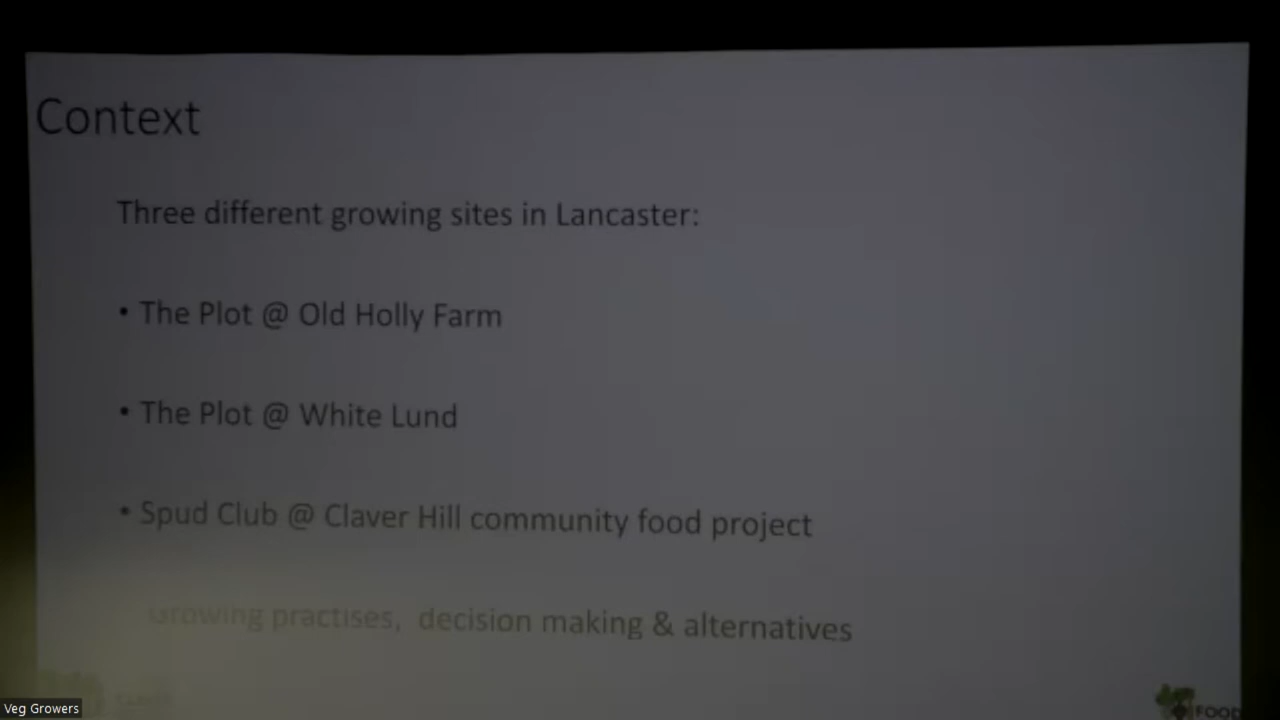 Context
Three different growing sites in Lancaster:
• The Plot @ Old Holly Farm
• The Plot @ White Lund
• Spud Club @ Claver Hill community food project
Growing practises, decision making & alternatives
FOOD
Veg Growers